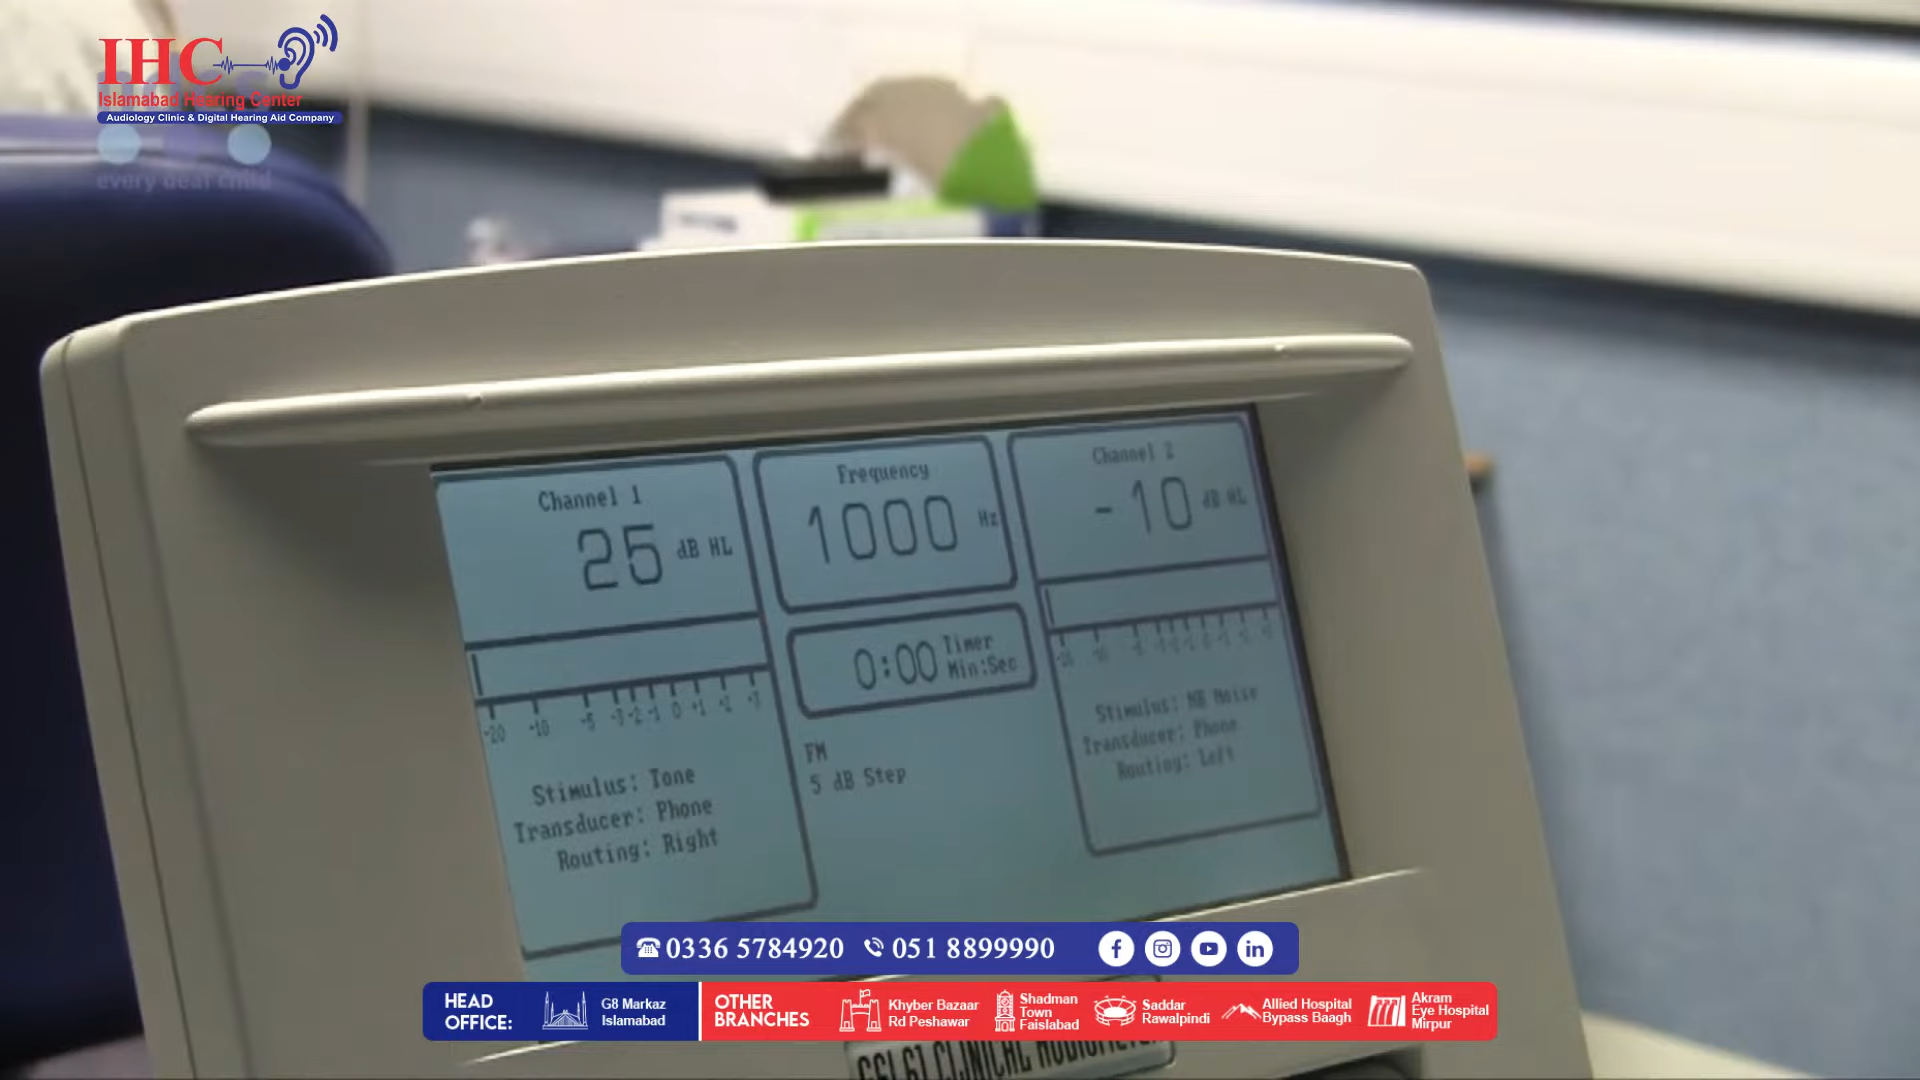 IHC
Islamabad Hearing Center
Audiology Clinic & Digital Hearing Aid Company
every deaf child
Channel 1
25 dB HL
-20 -10 -5 -3 -2 -1 0 +1 +2 +3
Stimulus: Tone
Transducer: Phone
Routing: Right
Frequency
1000 Hz
0:00 Timer
Min:Sec
FM
5 dB Step
Channel 2
-10 dB HL
Stimulus: NB Noise
Transducer: Phone
Routing: Left
0336 5784920 051 8899990
HEAD
OFFICE:
G8 Markaz
Islamabad
OTHER
BRANCHES
Khyber Bazaar
Rd Peshawar
Shadman
Town
Faislabad
Saddar
Rawalpindi
Allied Hospital
Bypass Baagh
Akram
Eye Hospital
Mirpur
GSI 61 CLINICAL AUDIOMETER